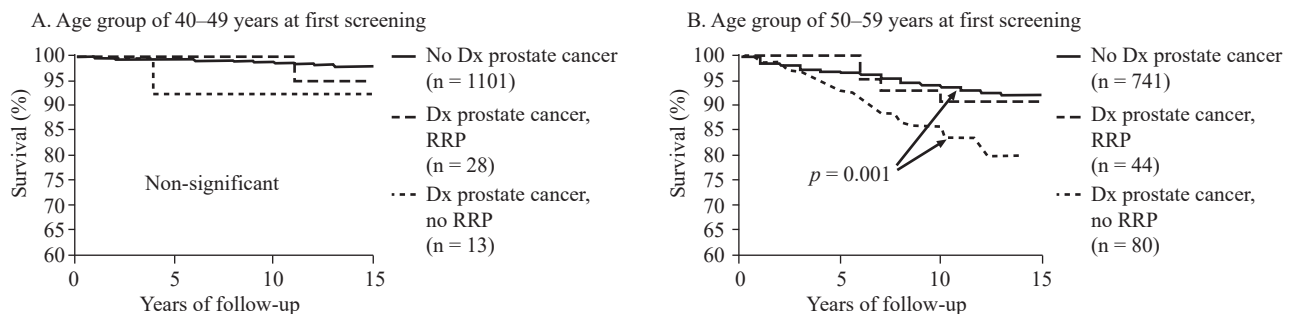 A. Age group of 40–49 years at first screening
100
95
90
85
80
75
70
65
60
Survival (%)
0
5
10
15
Years of follow-up
Non-significant
No Dx prostate cancer
(n = 1101)
Dx prostate cancer,
RRP
(n = 28)
Dx prostate cancer,
no RRP
(n = 13)
B. Age group of 50–59 years at first screening
100
95
90
85
80
75
70
65
60
Survival (%)
0
5
10
15
Years of follow-up
p = 0.001
No Dx prostate cancer
(n = 741)
Dx prostate cancer,
RRP
(n = 44)
Dx prostate cancer,
no RRP
(n = 80)